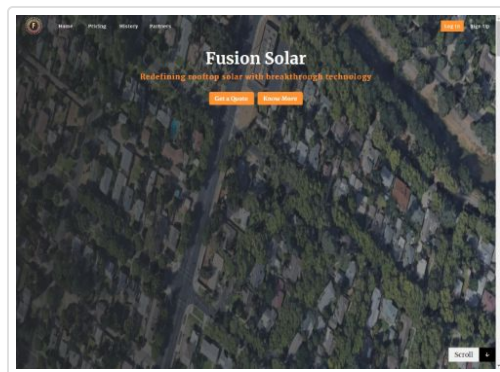 F Home Pricing History Partners Log In Sign Up
Fusion Solar
Redefining rooftop solar with breakthrough technology
Get a Quote Know More
Scroll